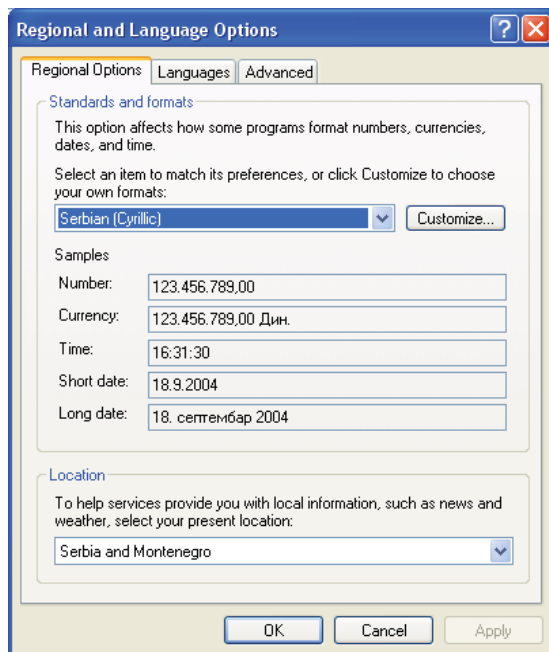 Regional and Language Options
Regional Options Languages Advanced
Standards and formats
This option affects how some programs format numbers, currencies,
dates, and time.
Select an item to match its preferences, or click Customize to choose
your own formats:
Serbian (Cyrillic) Customize...
Samples
Number: 123.456.789,00
Currency: 123.456.789,00 Дин.
Time: 16:31:30
Short date: 18.9.2004
Long date: 18. септембар 2004
Location
To help services provide you with local information, such as news and
weather, select your present location:
Serbia and Montenegro
OK Cancel Apply